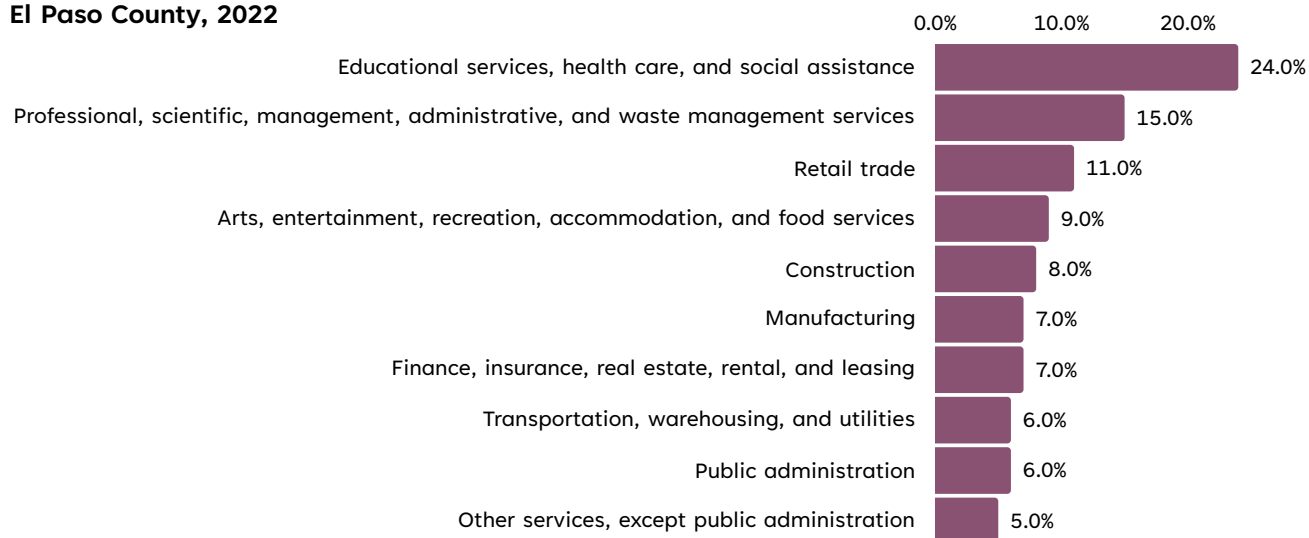 El Paso County, 2022
0.0% 10.0% 20.0%
Educational services, health care, and social assistance 24.0%
Professional, scientific, management, administrative, and waste management services 15.0%
Retail trade 11.0%
Arts, entertainment, recreation, accommodation, and food services 9.0%
Construction 8.0%
Manufacturing 7.0%
Finance, insurance, real estate, rental, and leasing 7.0%
Transportation, warehousing, and utilities 6.0%
Public administration 6.0%
Other services, except public administration 5.0%